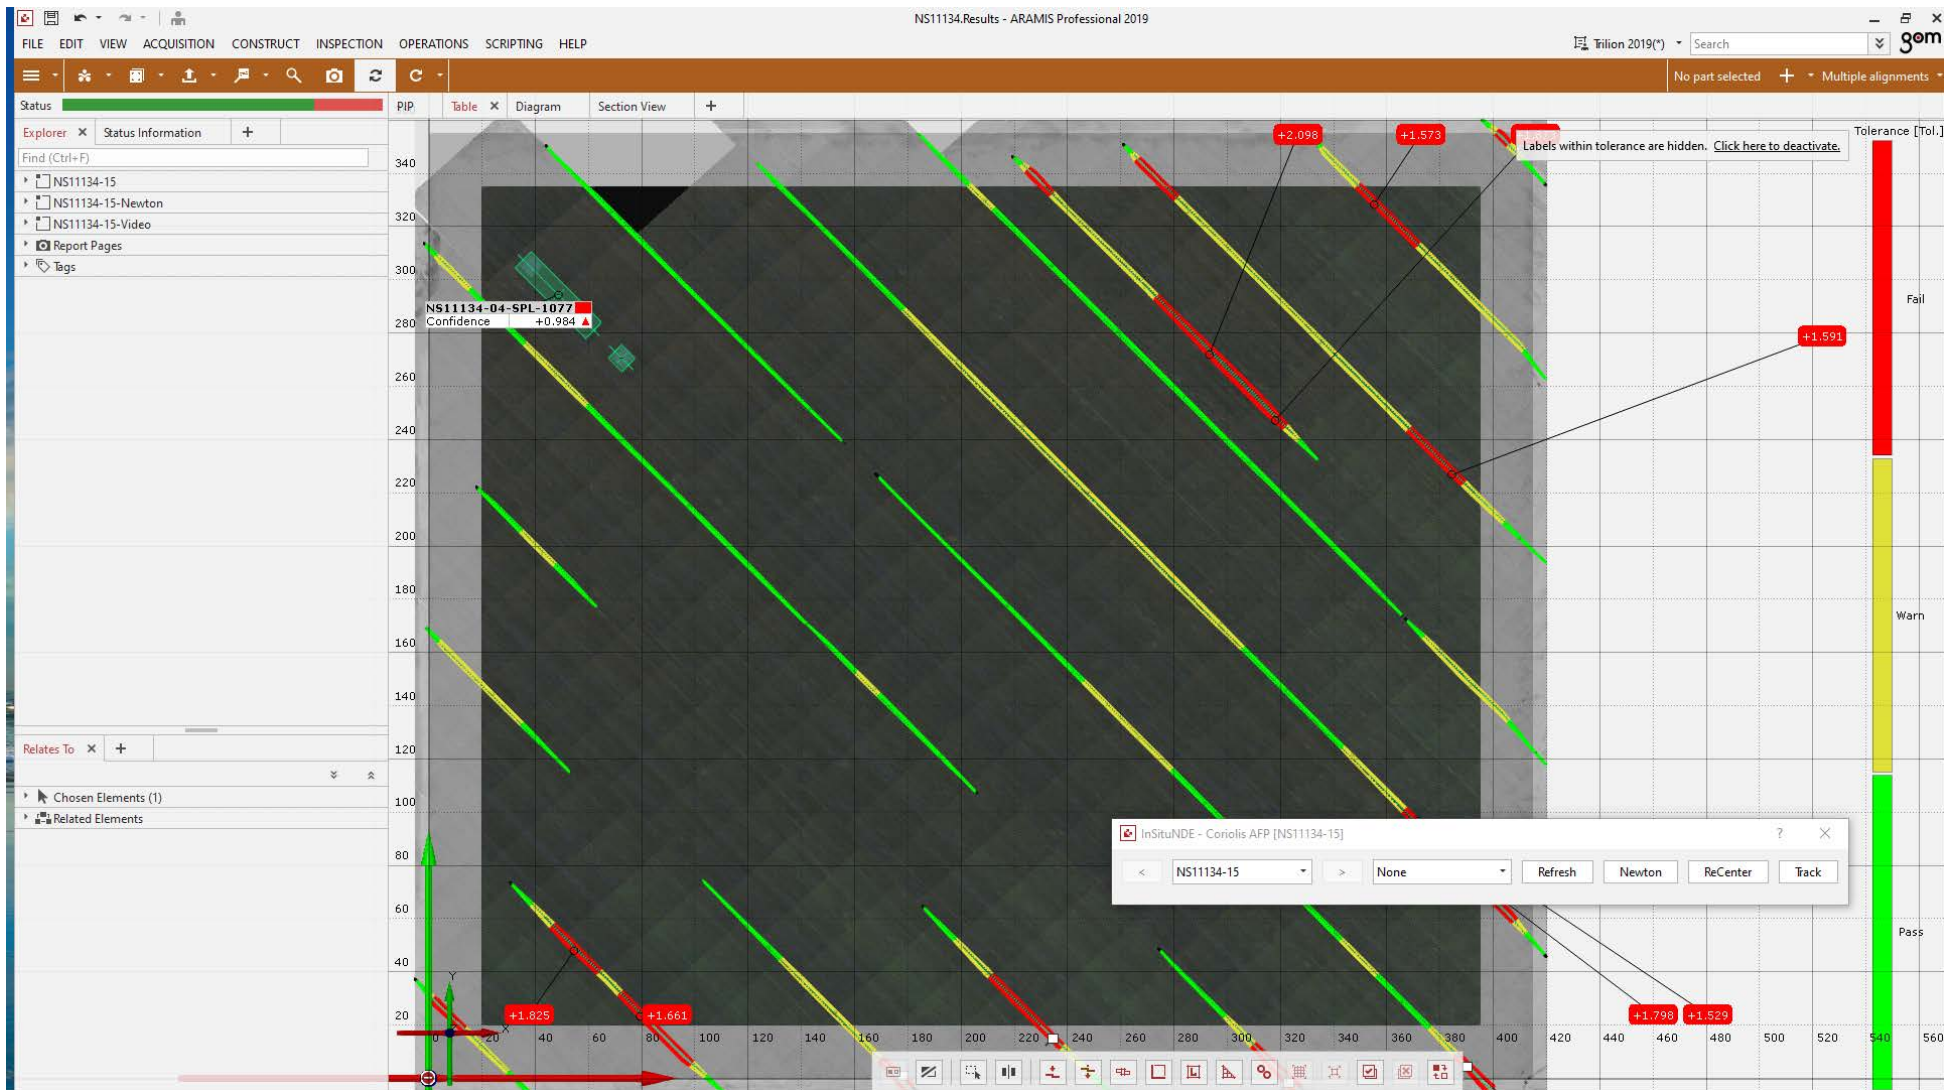 NS11134.Results - ARAMIS Professional 2019
FILE EDIT VIEW ACQUISITION CONSTRUCT INSPECTION OPERATIONS SCRIPTING HELP
Trilion 2019(*)
Search
gom
No part selected
Multiple alignments
Status
PIP
Table
Diagram
Section View
Explorer
Status Information
Find (Ctrl+F)
NS11134-15
NS11134-15-Newton
NS11134-15-Video
Report Pages
Tags
Relates To
Chosen Elements (1)
Related Elements
+2.098
+1.573
Labels within tolerance are hidden. Click here to deactivate.
Tolerance [Tol.]
340
320
300
280
260
240
220
200
180
160
140
120
100
80
60
40
20
NS11134-04-SPL-1077
Confidence +0.984
+1.591
Fail
Warn
Pass
InSituNDE - Coriolis AFP [NS11134-15]
?
<
NS11134-15
>
None
Refresh
Newton
ReCenter
Track
Y
X
+1.825
+1.661
+1.798
+1.529
0 20 40 60 80 100 120 140 160 180 200 220 240 260 280 300 320 340 360 380 400 420 440 460 480 500 520 540 560